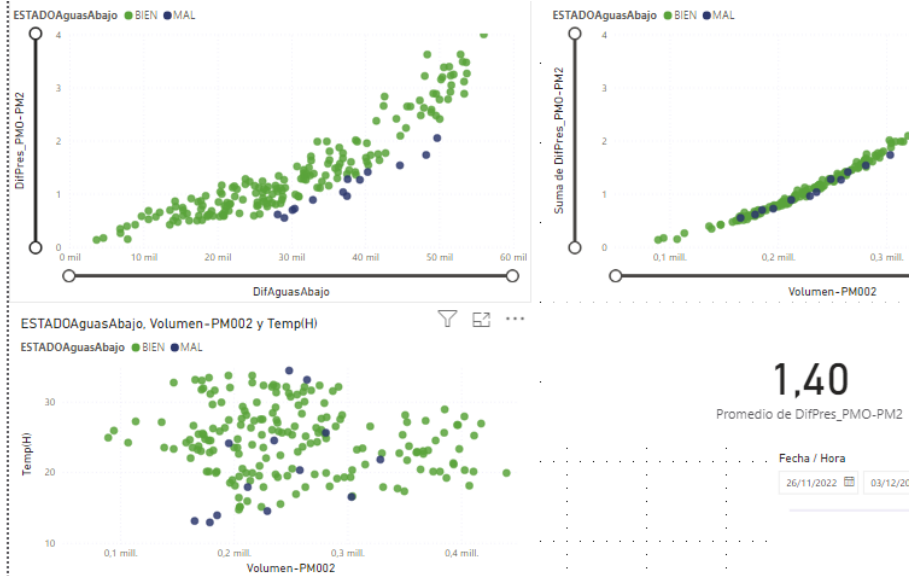 ESTADOAguasAbajo BIEN MAL
DifPres_PMO-PM2
4
3
2
1
0
0 mil 10 mil 20 mil 30 mil 40 mil 50 mil 60 mil
DifAguasAbajo
ESTADOAguasAbajo BIEN MAL
Suma de DifPres_PMO-PM2
4
3
2
1
0
0,1 mill. 0,2 mill. 0,3 mill.
Volumen-PM002
ESTADOAguasAbajo, Volumen-PM002 y Temp(H)
ESTADOAguasAbajo BIEN MAL
Temp(H)
30
20
10
0,1 mill. 0,2 mill. 0,3 mill. 0,4 mill.
Volumen-PM002
1,40
Promedio de DifPres_PMO-PM2
Fecha / Hora
26/11/2022 03/12/20